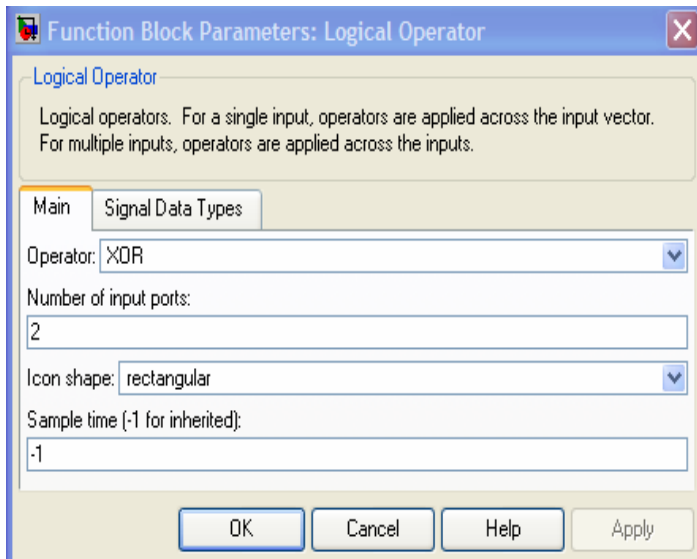 Function Block Parameters: Logical Operator
Logical Operator
Logical operators. For a single input, operators are applied across the input vector.
For multiple inputs, operators are applied across the inputs.
Main Signal Data Types
Operator: XOR
Number of input ports:
2
Icon shape: rectangular
Sample time (-1 for inherited):
-1
OK Cancel Help Apply